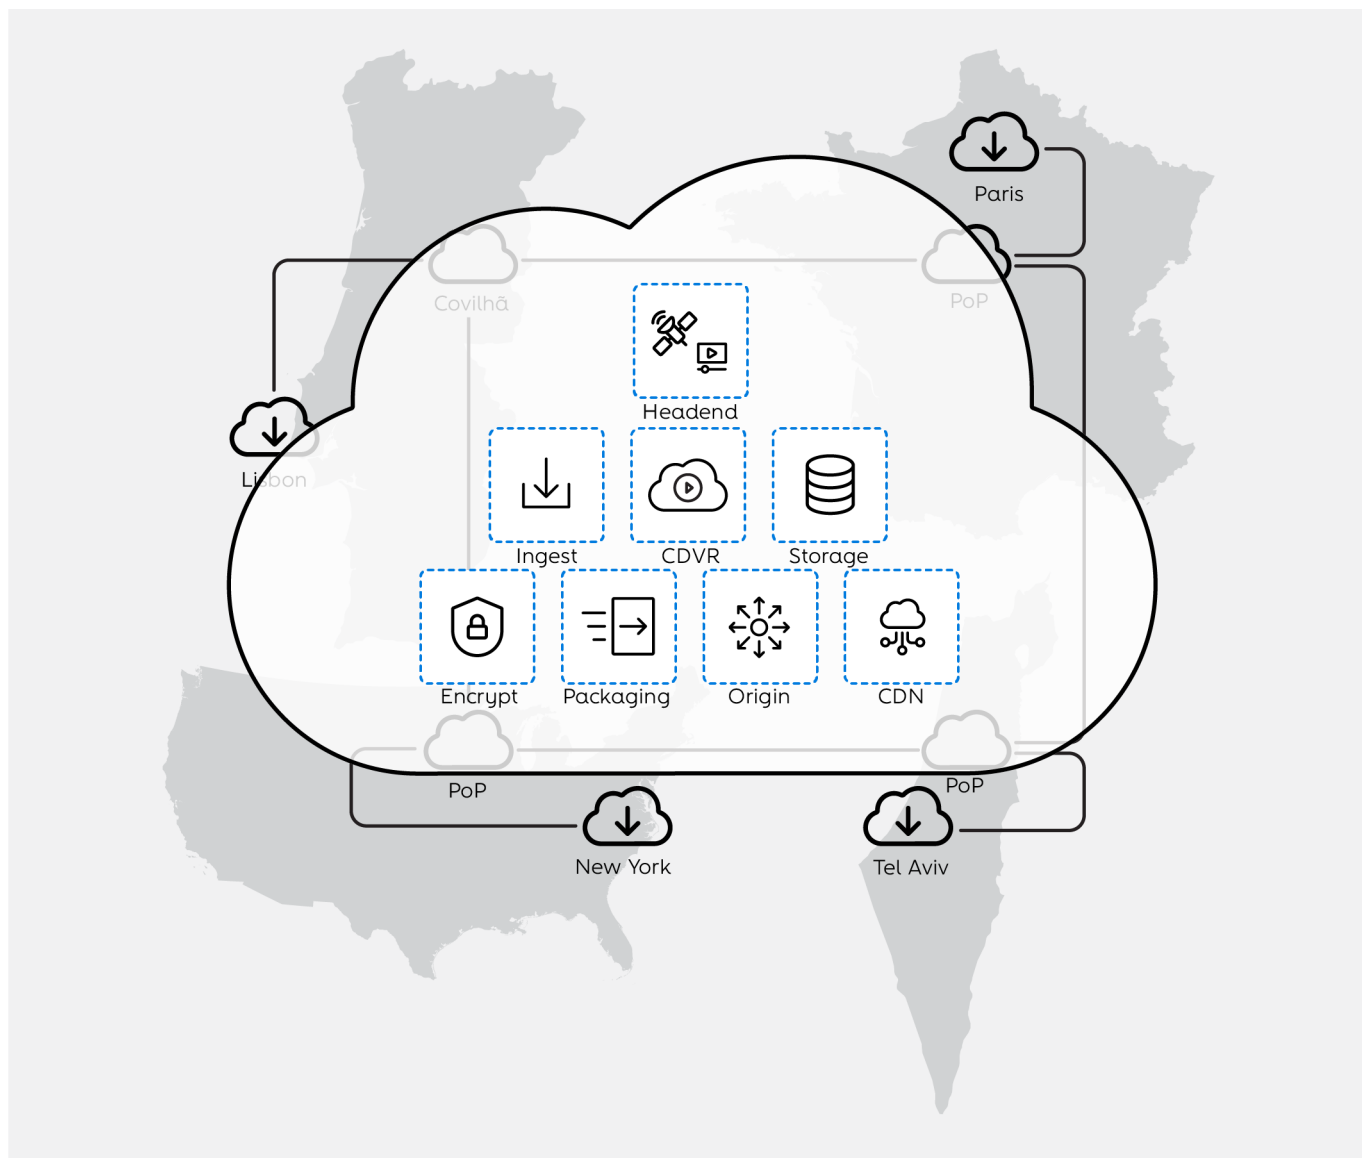 Paris
Covilhã
PoP
Headend
Lisbon
Ingest
CDVR
Storage
Encrypt
Packaging
Origin
CDN
PoP
PoP
New York
Tel Aviv